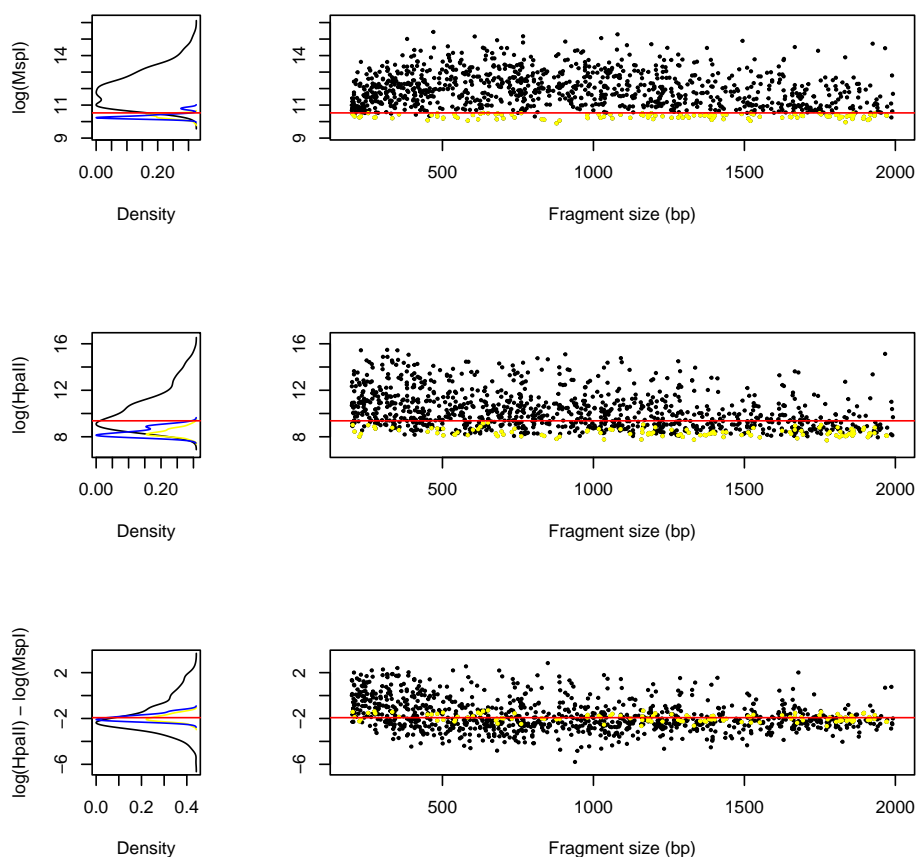 log(MspI)
9 11 14
0.00 0.20
Density
9 11 14
500 1000 1500 2000
Fragment size (bp)
log(HpaII)
8 12 16
0.00 0.20
Density
8 12 16
500 1000 1500 2000
Fragment size (bp)
log(HpaII) − log(MspI)
−6 −2 2
0.0 0.2 0.4
Density
−6 −2 2
500 1000 1500 2000
Fragment size (bp)